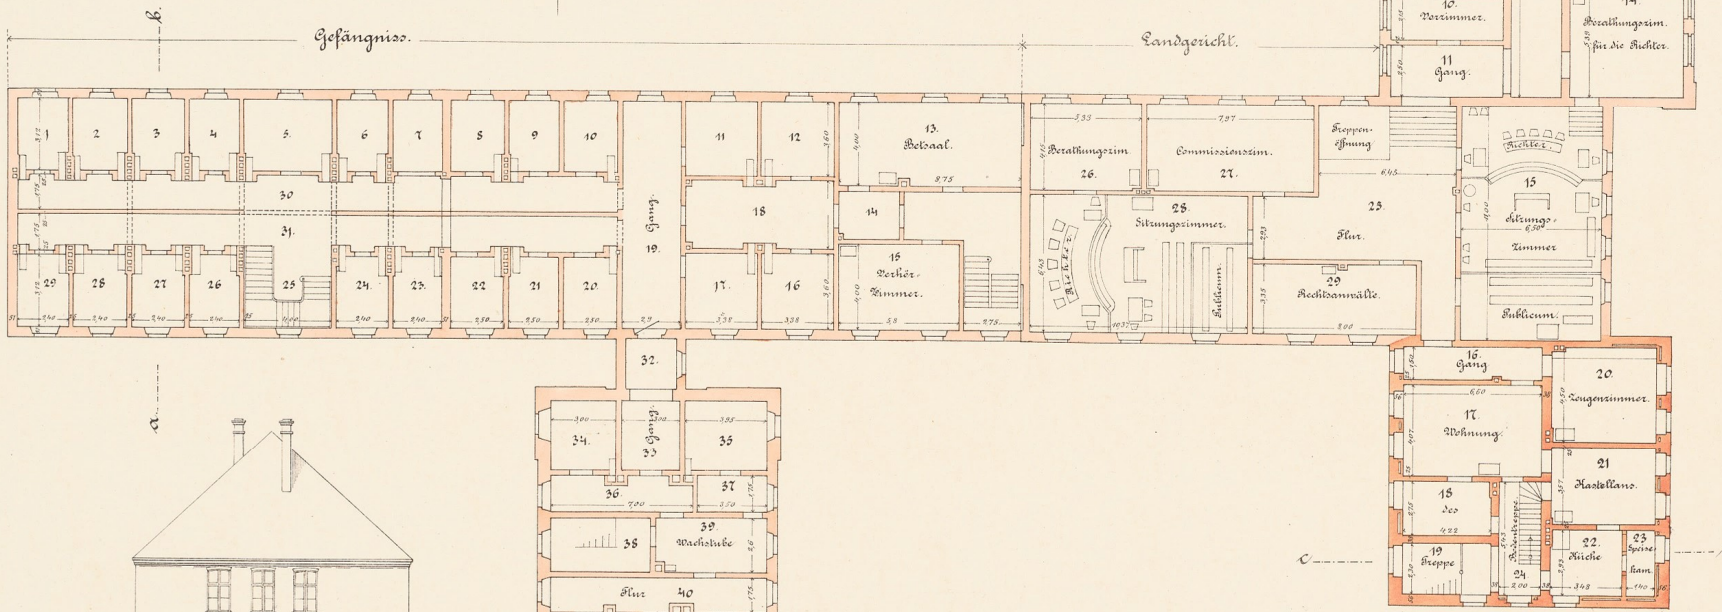 b.
Gefängniss.
Landgericht.
10.
Vorzimmer.
11
Gang.
14.
Berathungszim.
für die Richter.
1
2
3
4
5.
6
7
8
9
10
11
12
13.
Betsaal.
Berathungszim.
26.
Commissionszim.
27.
Treppen-
öffnung
Richter.
15
Sitzungs-
Zimmer
Publicum.
30
31.
Gang.
19.
18
14
15
Verhör-
Zimmer.
28.
Sitzungszimmer.
Richter.
Publicum.
23.
Flur.
29
Rechtsanwälte.
29
28
27
26
25
24.
23.
22
21
20.
17.
16
32.
34.
Gang.
33
35
36.
37
38
39.
Wachstube
Flur 40
a.
16.
Gang
17.
Wohnung.
18
des
19
Treppe
20.
Zeugenzimmer.
21
Kastellans.
22.
Küche
23
Speise-
kam.
Bodentreppe.
24
c